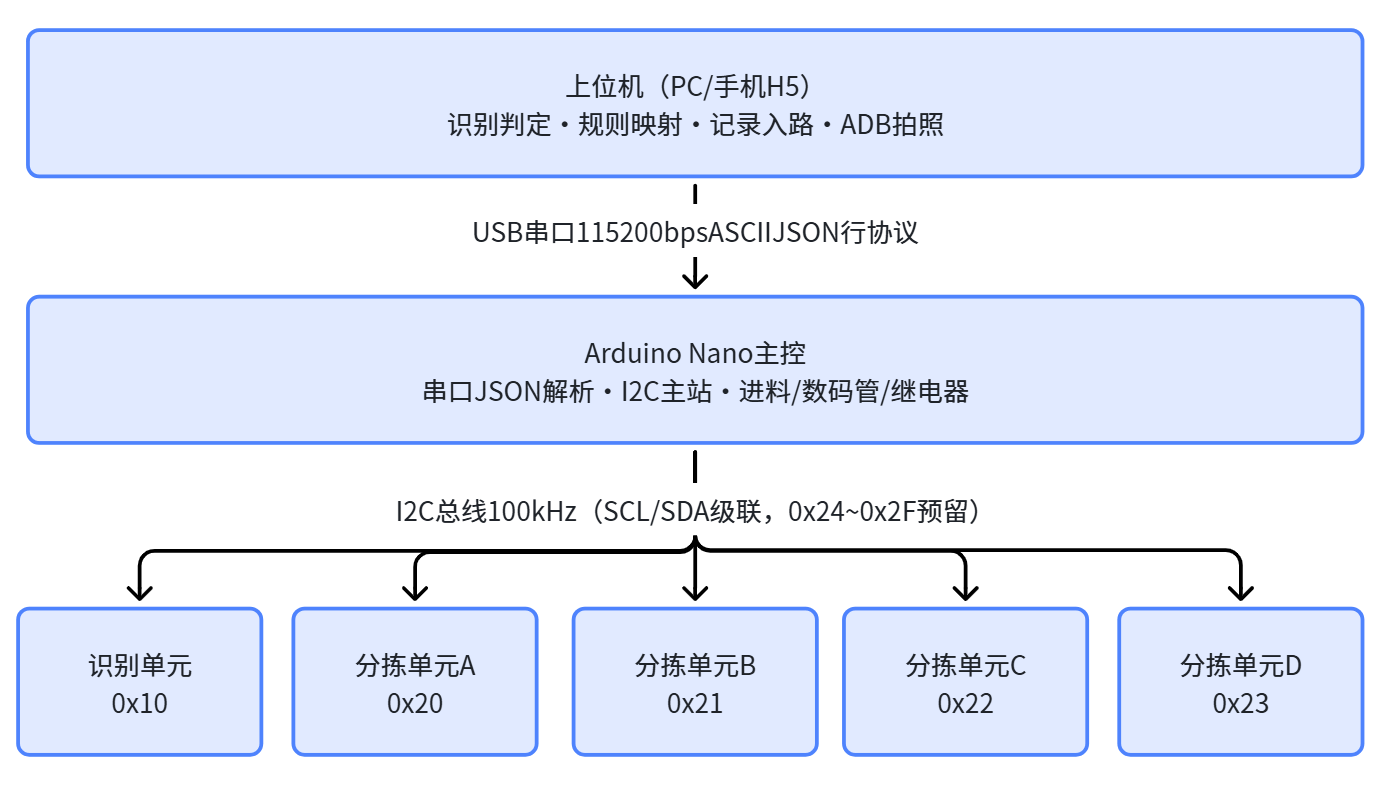 上位机（PC/手机H5）
识别判定・规则映射・记录入路・ADB拍照
USB串口115200bpsASCIIJSON行协议
Arduino Nano主控
串口JSON解析・I2C主站・进料/数码管/继电器
I2C总线100kHz（SCL/SDA级联，0x24~0x2F预留）
识别单元
0x10
分拣单元A
0x20
分拣单元B
0x21
分拣单元C
0x22
分拣单元D
0x23